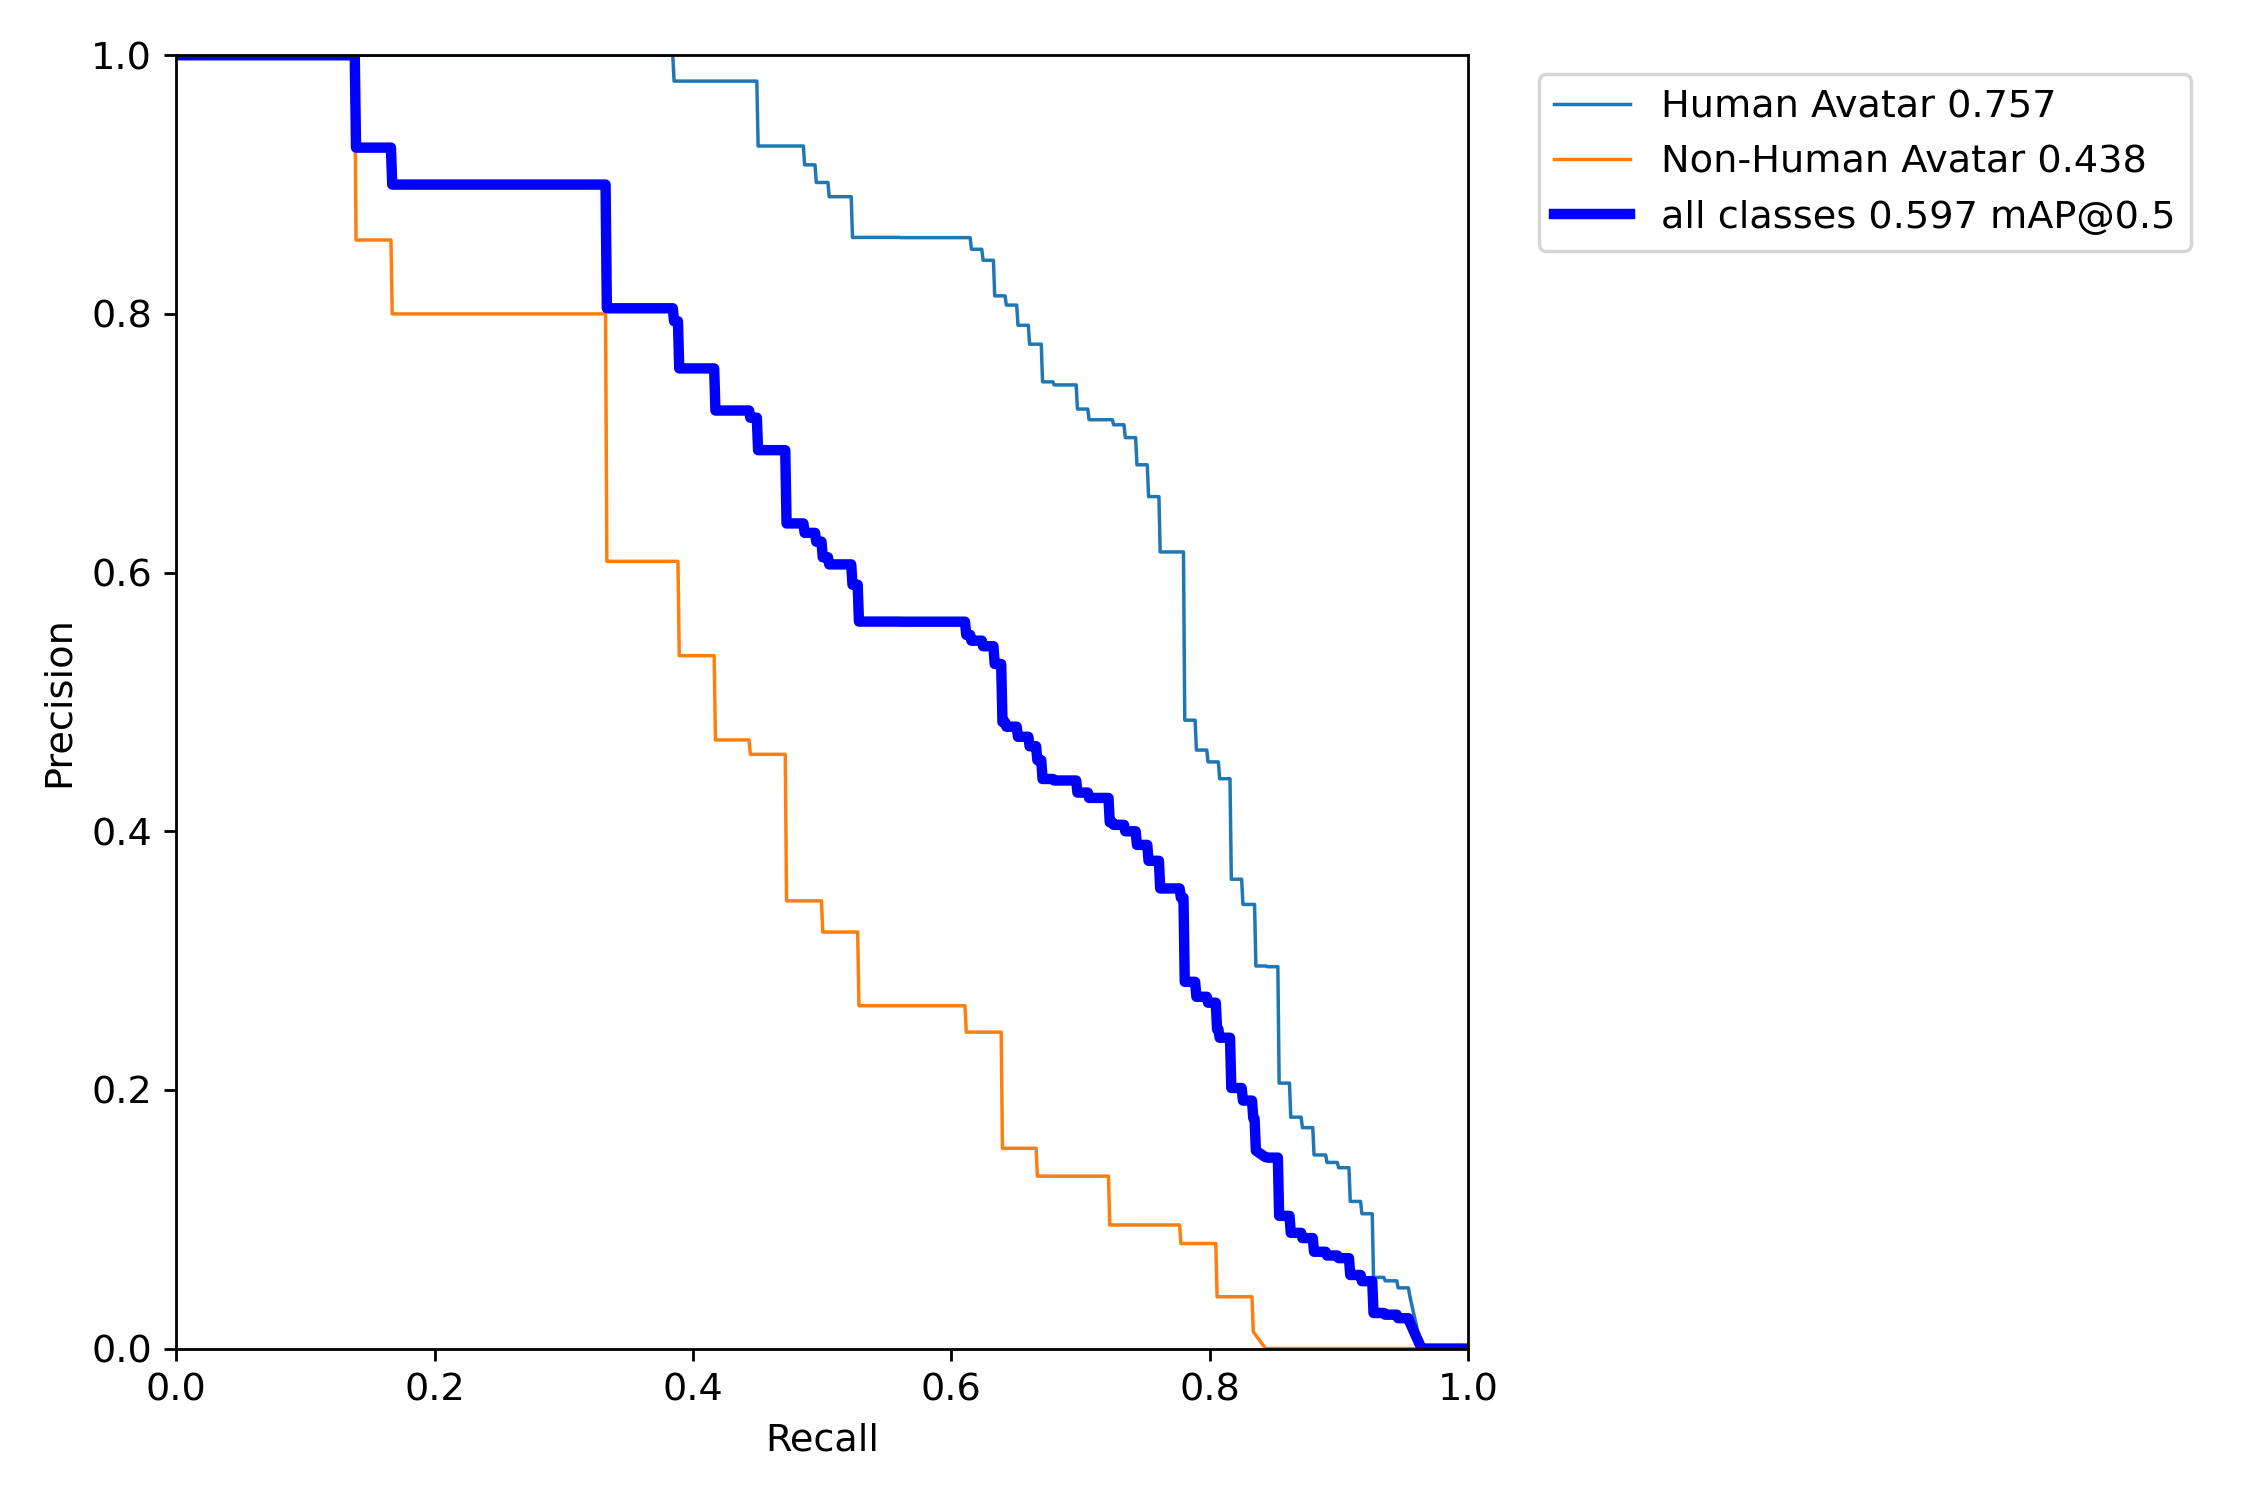 1.0
0.8
0.6
0.4
0.2
0.0
Precision
0.0 0.2 0.4 0.6 0.8 1.0
Recall
Human Avatar 0.757
Non-Human Avatar 0.438
all classes 0.597 mAP@0.5